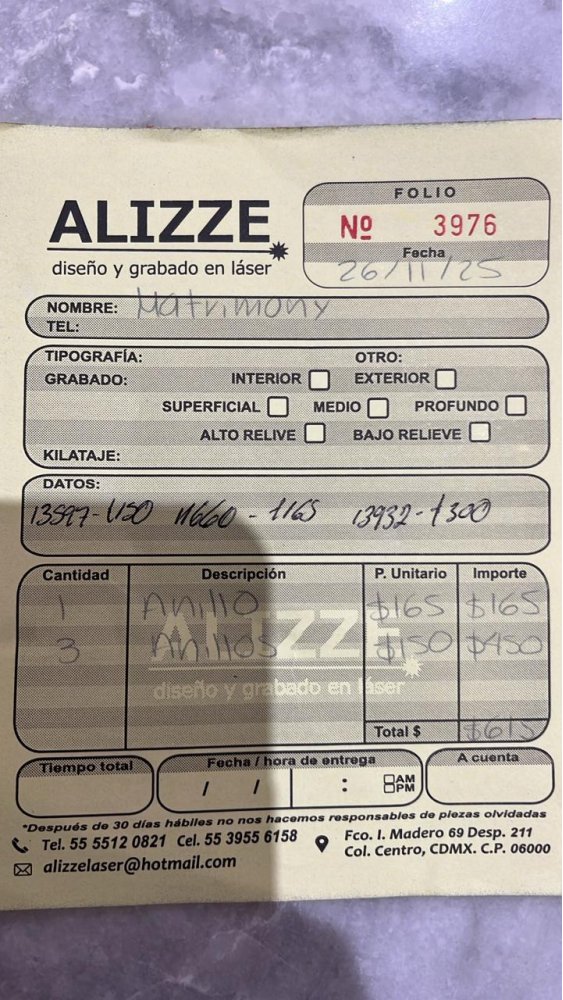 ALIZZE
diseño y grabado en láser
FOLIO
Nº 3976
Fecha
26/11/25
NOMBRE: Matrimony
TEL:
TIPOGRAFÍA: OTRO:
GRABADO: INTERIOR EXTERIOR
SUPERFICIAL MEDIO PROFUNDO
ALTO RELIVE BAJO RELIEVE
KILATAJE:
DATOS:
13597-1/150 11660-1165 13932-1300
Cantidad Descripción P. Unitario Importe
1 Anillo $165 $165
3 Anillos $150 $450
ALIZZE
diseño y grabado en láser
Total $ $615
Tiempo total Fecha / hora de entrega A cuenta
/ / : AM
PM
*Después de 30 días hábiles no nos hacemos responsables de piezas olvidadas
Tel. 55 5512 0821 Cel. 55 3955 6158
alizzelaser@hotmail.com
Fco. I. Madero 69 Desp. 211
Col. Centro, CDMX. C.P. 06000